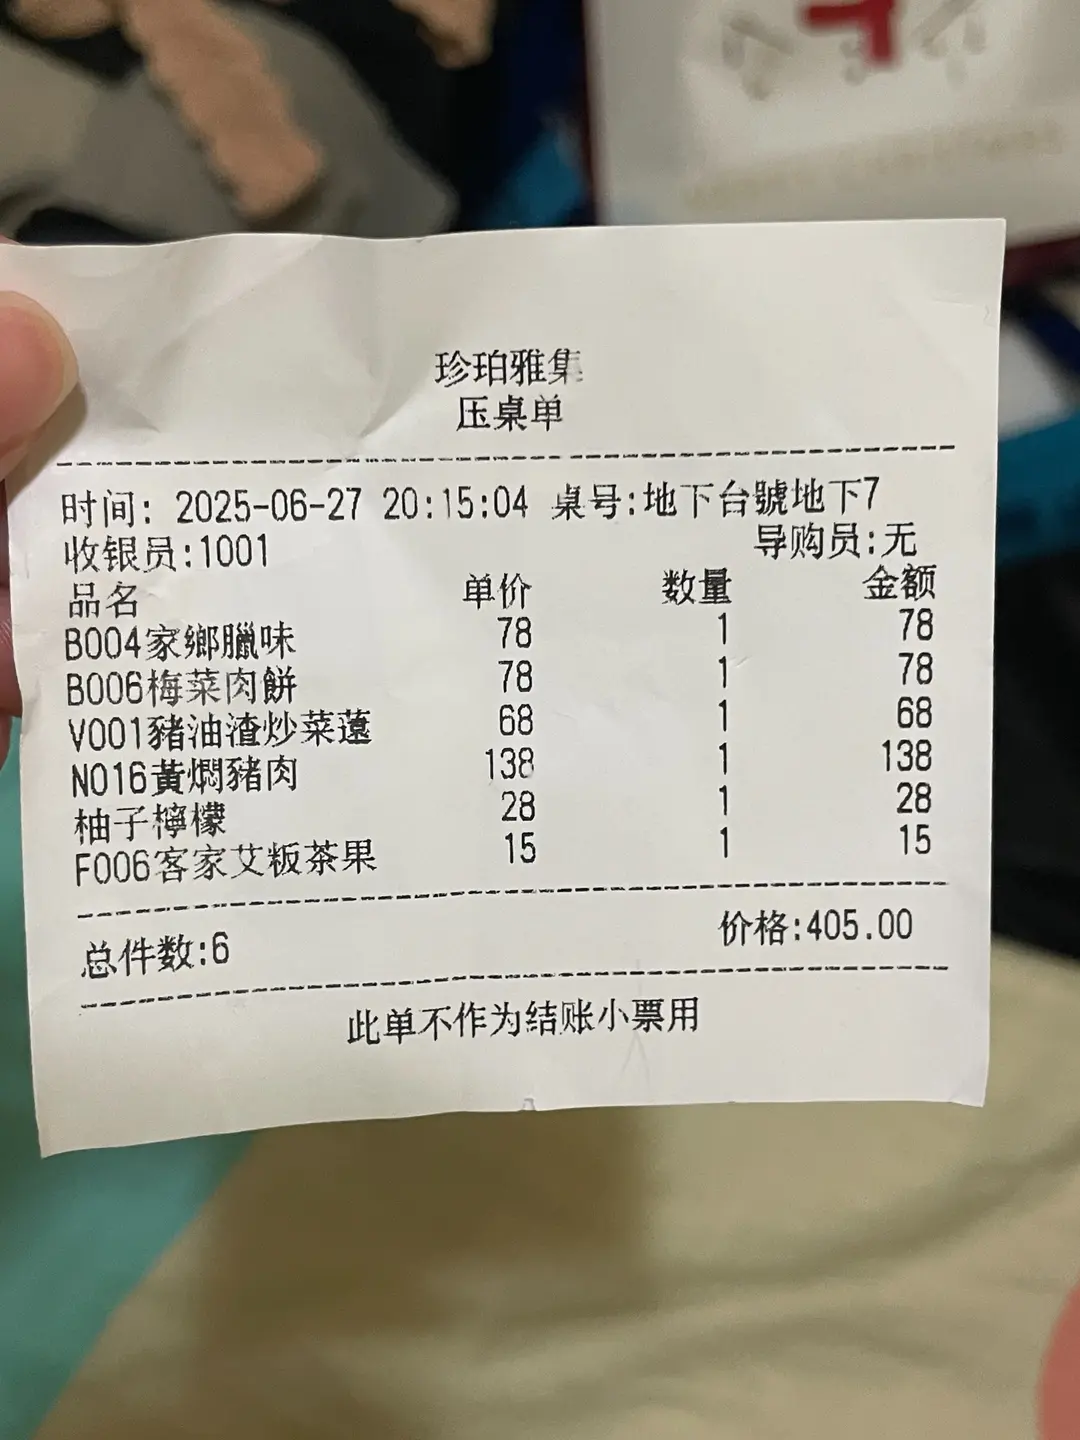 珍珀雅集
压桌单
时间: 2025-06-27 20:15:04 桌号:地下台號地下7
收银员:1001 导购员:无
品名 单价 数量 金额
B004家鄉臘味 78 1 78
B006梅菜肉餅 78 1 78
V001豬油渣炒菜薳 68 1 68
N016黃燜豬肉 138 1 138
柚子檸檬 28 1 28
F006客家艾粄茶果 15 1 15
总件数:6 价格:405.00
此单不作为结账小票用